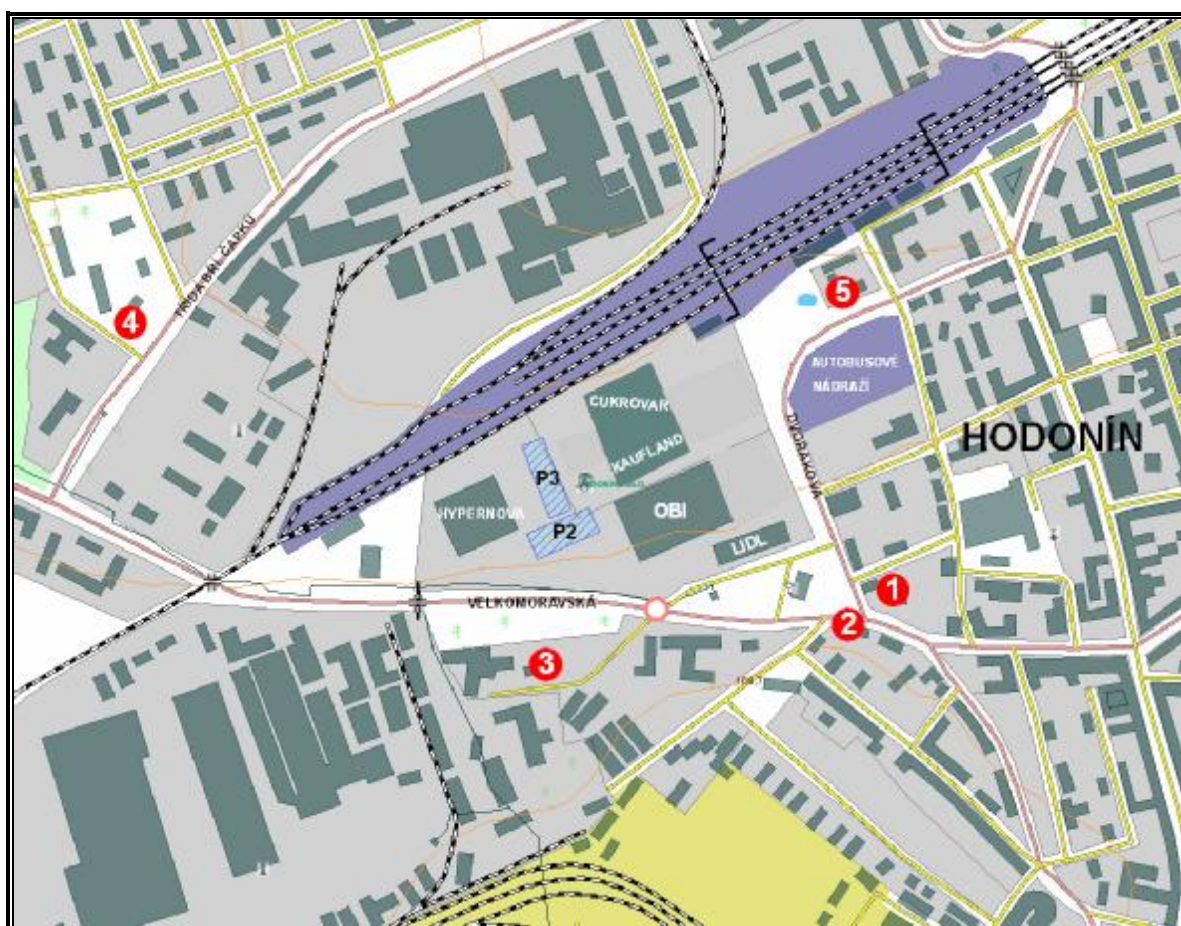 TŘÍDA BŘÍ ČAPKŮ
4
5
AUTOBUSOVÉ
NÁDRAŽÍ
CUKROVAR
KAUFLAND
DVOŘÁKOVA
HODONÍN
P3
HYPERNOVA
P2
OBI
LIDL
1
VELKOMORAVSKÁ
2
3